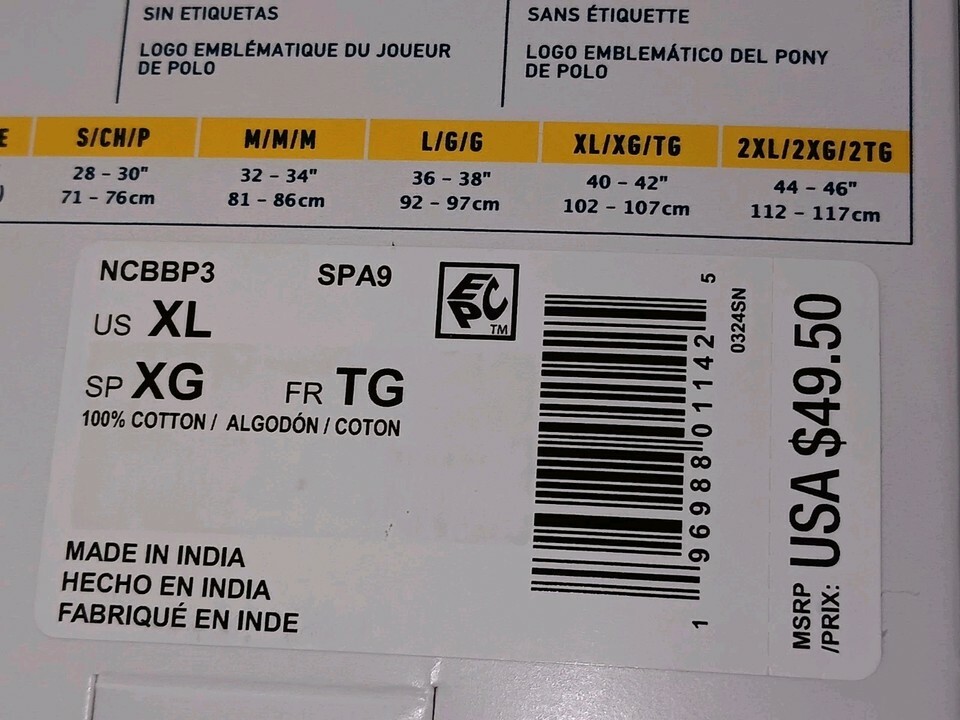 SIN ETIQUETAS
LOGO EMBLÉMATIQUE DU JOUEUR
DE POLO
SANS ÉTIQUETTE
LOGO EMBLEMÁTICO DEL PONY
DE POLO
E S/CH/P M/M/M L/G/G XL/XG/TG 2XL/2XG/2TG
28 – 30" 32 – 34" 36 – 38" 40 – 42" 44 – 46"
) 71 – 76cm 81 – 86cm 92 – 97cm 102 – 107cm 112 – 117cm
NCBBP3 SPA9
US XL
SP XG FR TG
100% COTTON / ALGODÓN / COTON
MADE IN INDIA
HECHO EN INDIA
FABRIQUÉ EN INDE
EPC TM
1 96988 01142 5
0324SN
MSRP
/PRIX: USA $49.50